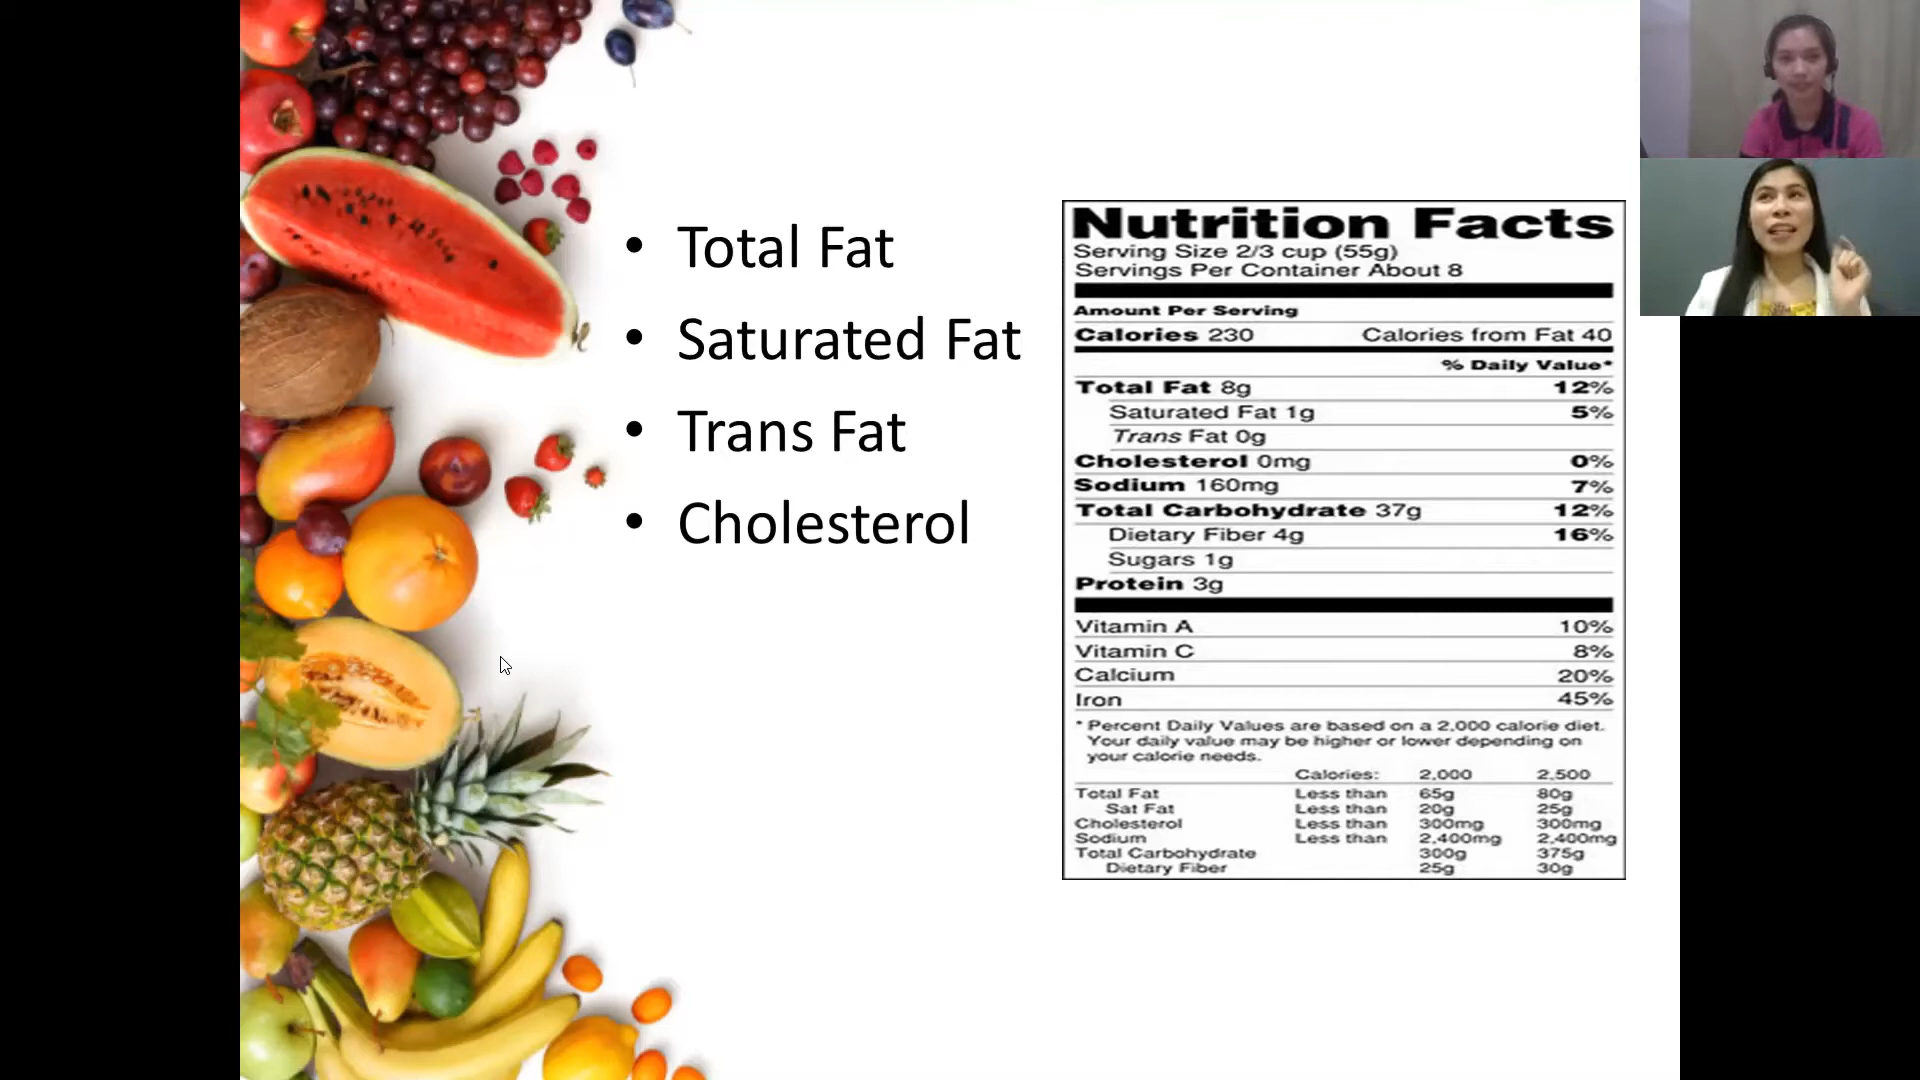 • Total Fat
• Saturated Fat
• Trans Fat
• Cholesterol
Nutrition Facts
Serving Size 2/3 cup (55g)
Servings Per Container About 8
Amount Per Serving
Calories 230 Calories from Fat 40
% Daily Value*
Total Fat 8g 12%
Saturated Fat 1g 5%
Trans Fat 0g
Cholesterol 0mg 0%
Sodium 160mg 7%
Total Carbohydrate 37g 12%
Dietary Fiber 4g 16%
Sugars 1g
Protein 3g
Vitamin A 10%
Vitamin C 8%
Calcium 20%
Iron 45%
* Percent Daily Values are based on a 2,000 calorie diet.
Your daily value may be higher or lower depending on
your calorie needs.
Calories: 2,000 2,500
Total Fat Less than 65g 80g
Sat Fat Less than 20g 25g
Cholesterol Less than 300mg 300mg
Sodium Less than 2,400mg 2,400mg
Total Carbohydrate 300g 375g
Dietary Fiber 25g 30g